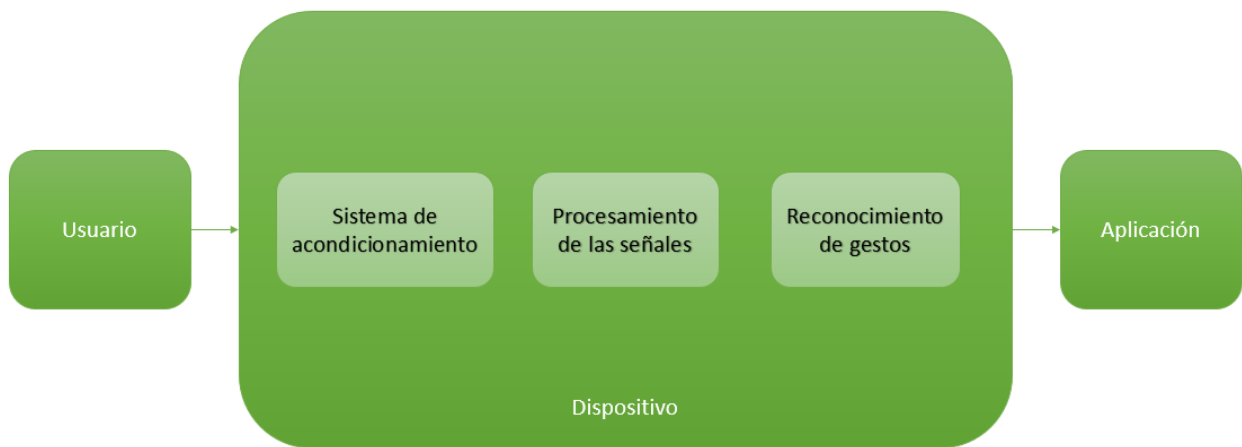 Usuario
Sistema de
acondicionamiento
Procesamiento
de las señales
Reconocimiento
de gestos
Aplicación
Dispositivo